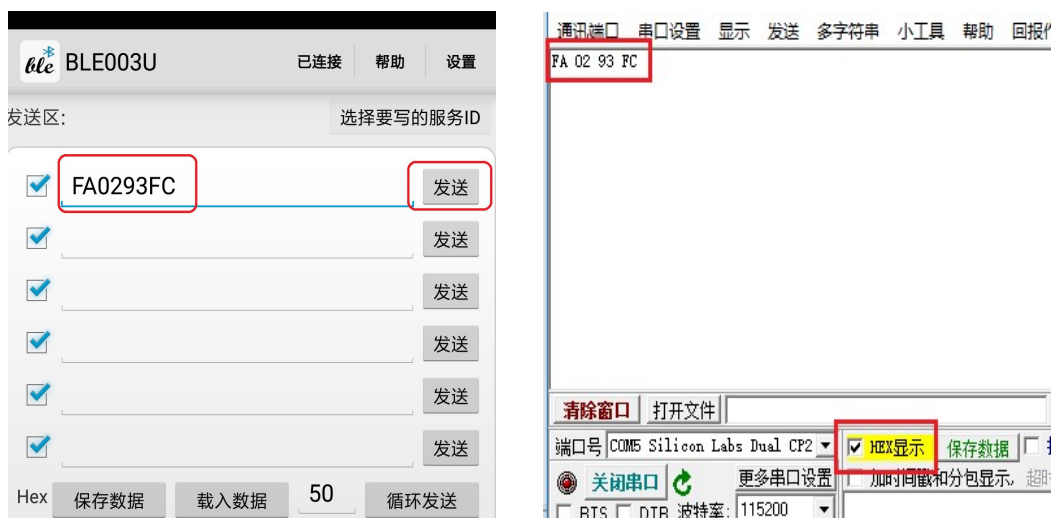 ble BLE003U 已连接 帮助 设置
发送区: 选择要写的服务ID
FA0293FC 发送
发送
发送
发送
发送
发送
Hex 保存数据 载入数据 50 循环发送
通讯端口 串口设置 显示 发送 多字符串 小工具 帮助 回报作
FA 02 93 FC
清除窗口 打开文件
端口号 COM5 Silicon Labs Dual CP2 HEX显示 保存数据
关闭串口 更多串口设置 加时间戳和分包显示, 超时
RTS DTR 波特率: 115200